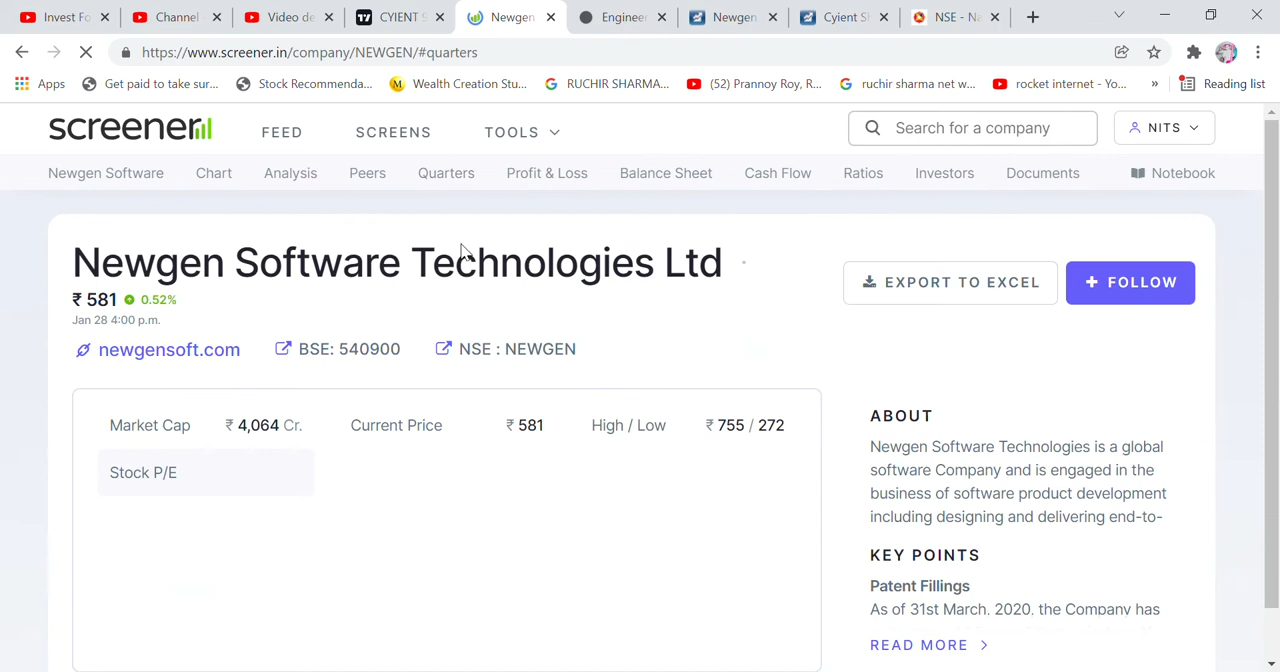 Invest Fo
Channel
Video de
CYIENT S
Newgen
Engineer
Newgen
Cyient S
NSE - Na
https://www.screener.in/company/NEWGEN/#quarters
Apps
Get paid to take sur...
Stock Recommenda...
Wealth Creation Stu...
RUCHIR SHARMA...
(52) Prannoy Roy, R...
ruchir sharma net w...
rocket internet - Yo...
»
Reading list
screener
FEED
SCREENS
TOOLS
Search for a company
NITS
Newgen Software
Chart
Analysis
Peers
Quarters
Profit & Loss
Balance Sheet
Cash Flow
Ratios
Investors
Documents
Notebook
Newgen Software Technologies Ltd
EXPORT TO EXCEL
FOLLOW
₹ 581 0.52%
Jan 28 4:00 p.m.
newgensoft.com
BSE: 540900
NSE : NEWGEN
Market Cap ₹ 4,064 Cr.
Current Price ₹ 581
High / Low ₹ 755 / 272
Stock P/E
ABOUT
Newgen Software Technologies is a global
software Company and is engaged in the
business of software product development
including designing and delivering end-to-
KEY POINTS
Patent Fillings
As of 31st March, 2020, the Company has
READ MORE